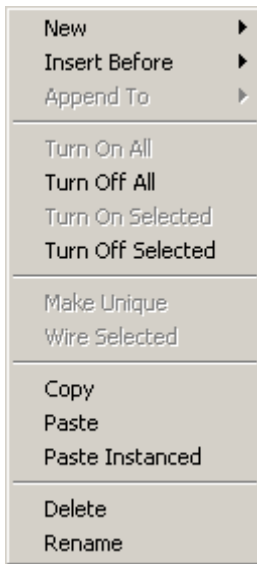 New
Insert Before
Append To
Turn On All
Turn Off All
Turn On Selected
Turn Off Selected
Make Unique
Wire Selected
Copy
Paste
Paste Instanced
Delete
Rename